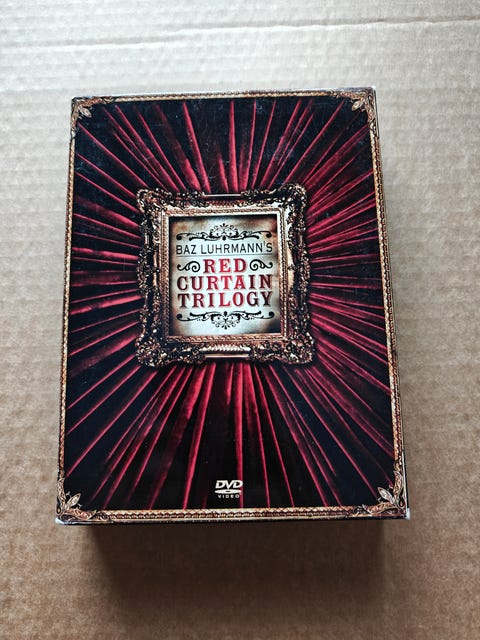 BAZ LUHRMANN'S
RED
CURTAIN
TRILOGY
DVD
VIDEO